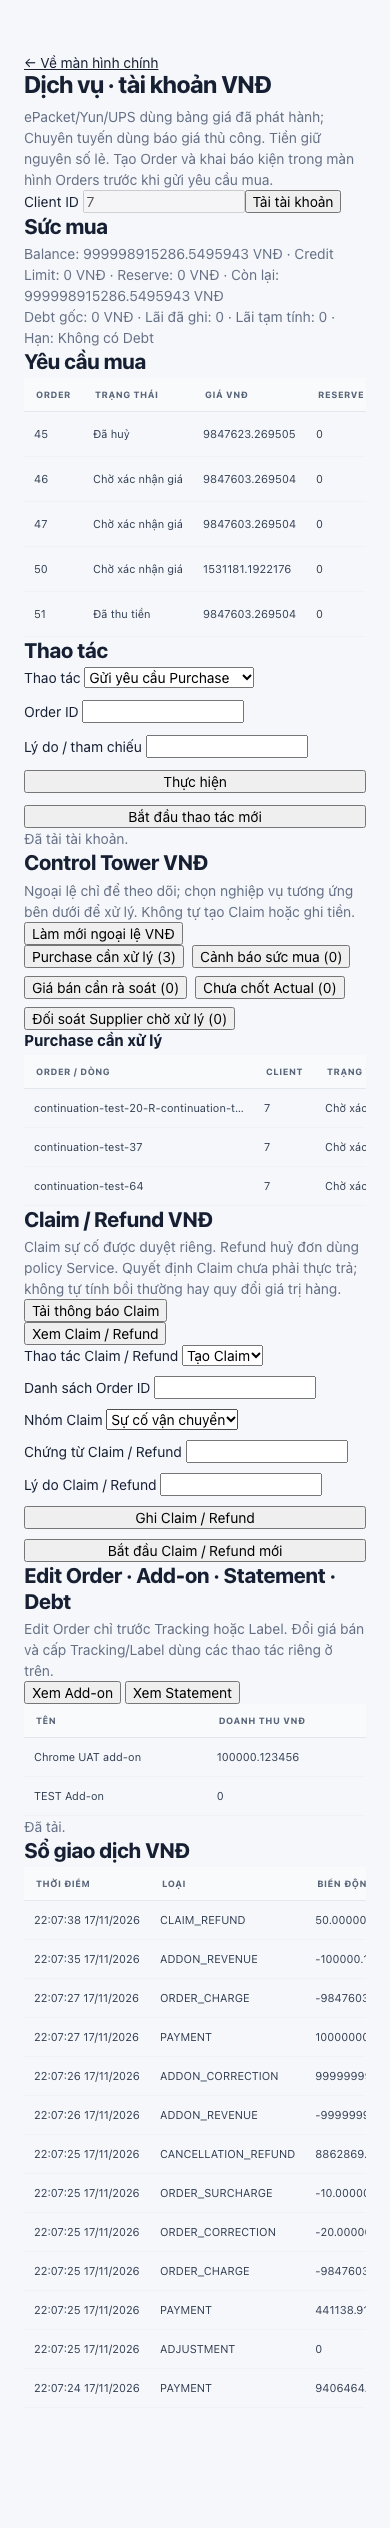 ← Về màn hình chính
Dịch vụ · tài khoản VNĐ
ePacket/Yun/UPS dùng bảng giá đã phát hành;
Chuyên tuyến dùng báo giá thủ công. Tiền giữ
nguyên số lẻ. Tạo Order và khai báo kiện trong màn
hình Orders trước khi gửi yêu cầu mua.
Client ID 7 Tải tài khoản
Sức mua
Balance: 999998915286.5495943 VNĐ · Credit
Limit: 0 VNĐ · Reserve: 0 VNĐ · Còn lại:
999998915286.5495943 VNĐ
Debt gốc: 0 VNĐ · Lãi đã ghi: 0 · Lãi tạm tính: 0 ·
Hạn: Không có Debt
Yêu cầu mua
ORDER TRẠNG THÁI GIÁ VNĐ RESERVE
45 Đã huỷ 9847623.269505 0
46 Chờ xác nhận giá 9847603.269504 0
47 Chờ xác nhận giá 9847603.269504 0
50 Chờ xác nhận giá 1531181.1922176 0
51 Đã thu tiền 9847603.269504 0
Thao tác
Thao tác Gửi yêu cầu Purchase
Order ID
Lý do / tham chiếu
Thực hiện
Bắt đầu thao tác mới
Đã tải tài khoản.
Control Tower VNĐ
Ngoại lệ chỉ để theo dõi; chọn nghiệp vụ tương ứng
bên dưới để xử lý. Không tự tạo Claim hoặc ghi tiền.
Làm mới ngoại lệ VNĐ
Purchase cần xử lý (3) Cảnh báo sức mua (0)
Giá bán cần rà soát (0) Chưa chốt Actual (0)
Đối soát Supplier chờ xử lý (0)
Purchase cần xử lý
ORDER / DÒNG CLIENT TRẠNG
continuation-test-20-R-continuation-t... 7 Chờ xác
continuation-test-37 7 Chờ xác
continuation-test-64 7 Chờ xác
Claim / Refund VNĐ
Claim sự cố được duyệt riêng. Refund huỷ đơn dùng
policy Service. Quyết định Claim chưa phải thực trả;
không tự tính bồi thường hay quy đổi giá trị hàng.
Tải thông báo Claim
Xem Claim / Refund
Thao tác Claim / Refund Tạo Claim
Danh sách Order ID
Nhóm Claim Sự cố vận chuyển
Chứng từ Claim / Refund
Lý do Claim / Refund
Ghi Claim / Refund
Bắt đầu Claim / Refund mới
Edit Order · Add-on · Statement ·
Debt
Edit Order chỉ trước Tracking hoặc Label. Đổi giá bán
và cấp Tracking/Label dùng các thao tác riêng ở
trên.
Xem Add-on Xem Statement
TÊN DOANH THU VNĐ
Chrome UAT add-on 100000.123456
TEST Add-on 0
Đã tải.
Sổ giao dịch VNĐ
THỜI ĐIỂM LOẠI BIẾN ĐỘN
22:07:38 17/11/2026 CLAIM_REFUND 50.00000
22:07:35 17/11/2026 ADDON_REVENUE -100000.1
22:07:27 17/11/2026 ORDER_CHARGE -9847603
22:07:27 17/11/2026 PAYMENT 10000000
22:07:26 17/11/2026 ADDON_CORRECTION 99999999
22:07:26 17/11/2026 ADDON_REVENUE -9999999
22:07:25 17/11/2026 CANCELLATION_REFUND 8862869.
22:07:25 17/11/2026 ORDER_SURCHARGE -10.00000
22:07:25 17/11/2026 ORDER_CORRECTION -20.0000
22:07:25 17/11/2026 ORDER_CHARGE -9847603
22:07:25 17/11/2026 PAYMENT 441138.91
22:07:25 17/11/2026 ADJUSTMENT 0
22:07:24 17/11/2026 PAYMENT 9406464.